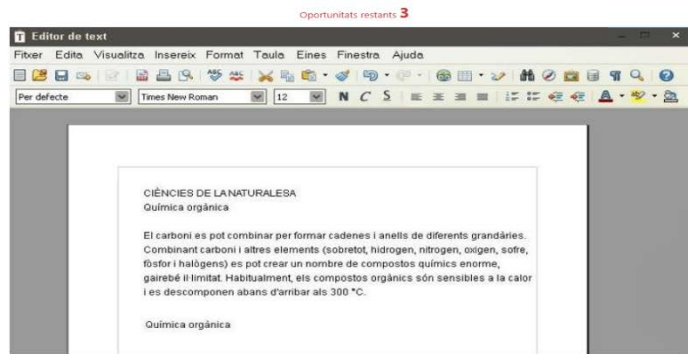 Oportunitats restants 3
Editor de text
Fitxer Edita Visualitza Insereix Format Taula Eines Finestra Ajuda
Per defecte Times New Roman 12 N C S
CIÈNCIES DE LA NATURALESA
Química orgànica
El carboni es pot combinar per formar cadenes i anells de diferents grandàries.
Combinant carboni i altres elements (sobretot, hidrogen, nitrogen, oxigen, sofre,
fòsfor i halògens) es pot crear un nombre de compostos químics enorme,
gairebé il·limitat. Habitualment, els compostos orgànics són sensibles a la calor
i es descomponen abans d'arribar als 300 °C.
Química orgànica